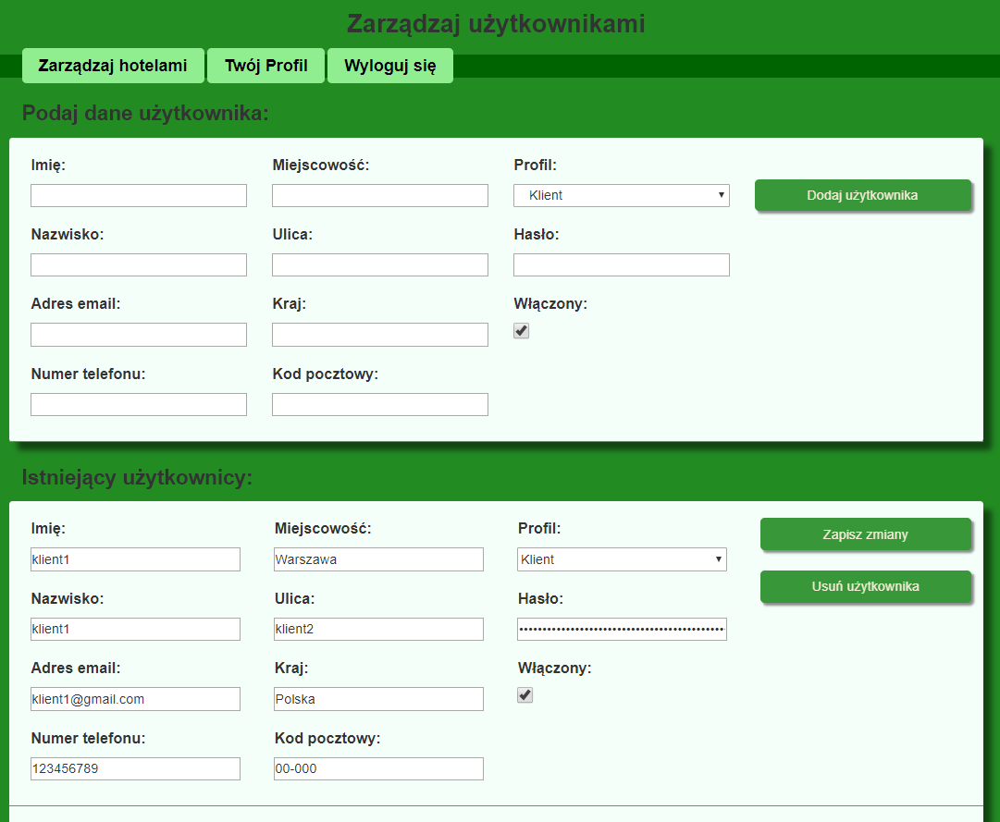 Zarządzaj użytkownikami
Zarządzaj hotelami Twój Profil Wyloguj się
Podaj dane użytkownika:
Imię: Miejscowość: Profil:
Klient Dodaj użytkownika
Nazwisko: Ulica: Hasło:
Adres email: Kraj: Włączony:
Numer telefonu: Kod pocztowy:
Istniejący użytkownicy:
Imię: Miejscowość: Profil: Zapisz zmiany
klient1 Warszawa Klient
Nazwisko: Ulica: Hasło: Usuń użytkownika
klient1 klient2
Adres email: Kraj: Włączony:
klient1@gmail.com Polska
Numer telefonu: Kod pocztowy:
123456789 00-000